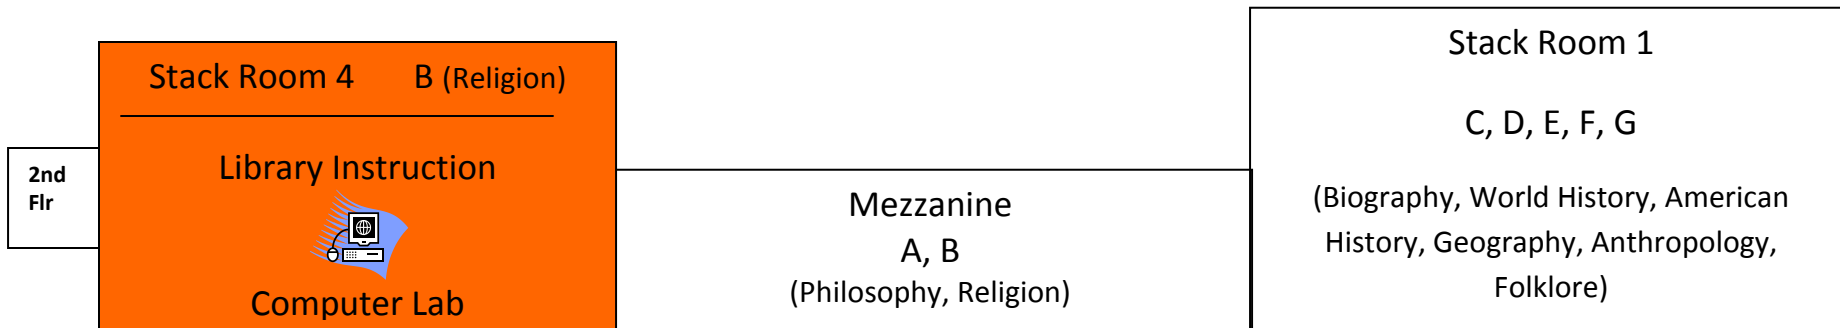 2nd
Flr
Stack Room 4 B (Religion)
Library Instruction
Computer Lab
Mezzanine
A, B
(Philosophy, Religion)
Stack Room 1
C, D, E, F, G
(Biography, World History, American
History, Geography, Anthropology,
Folklore)